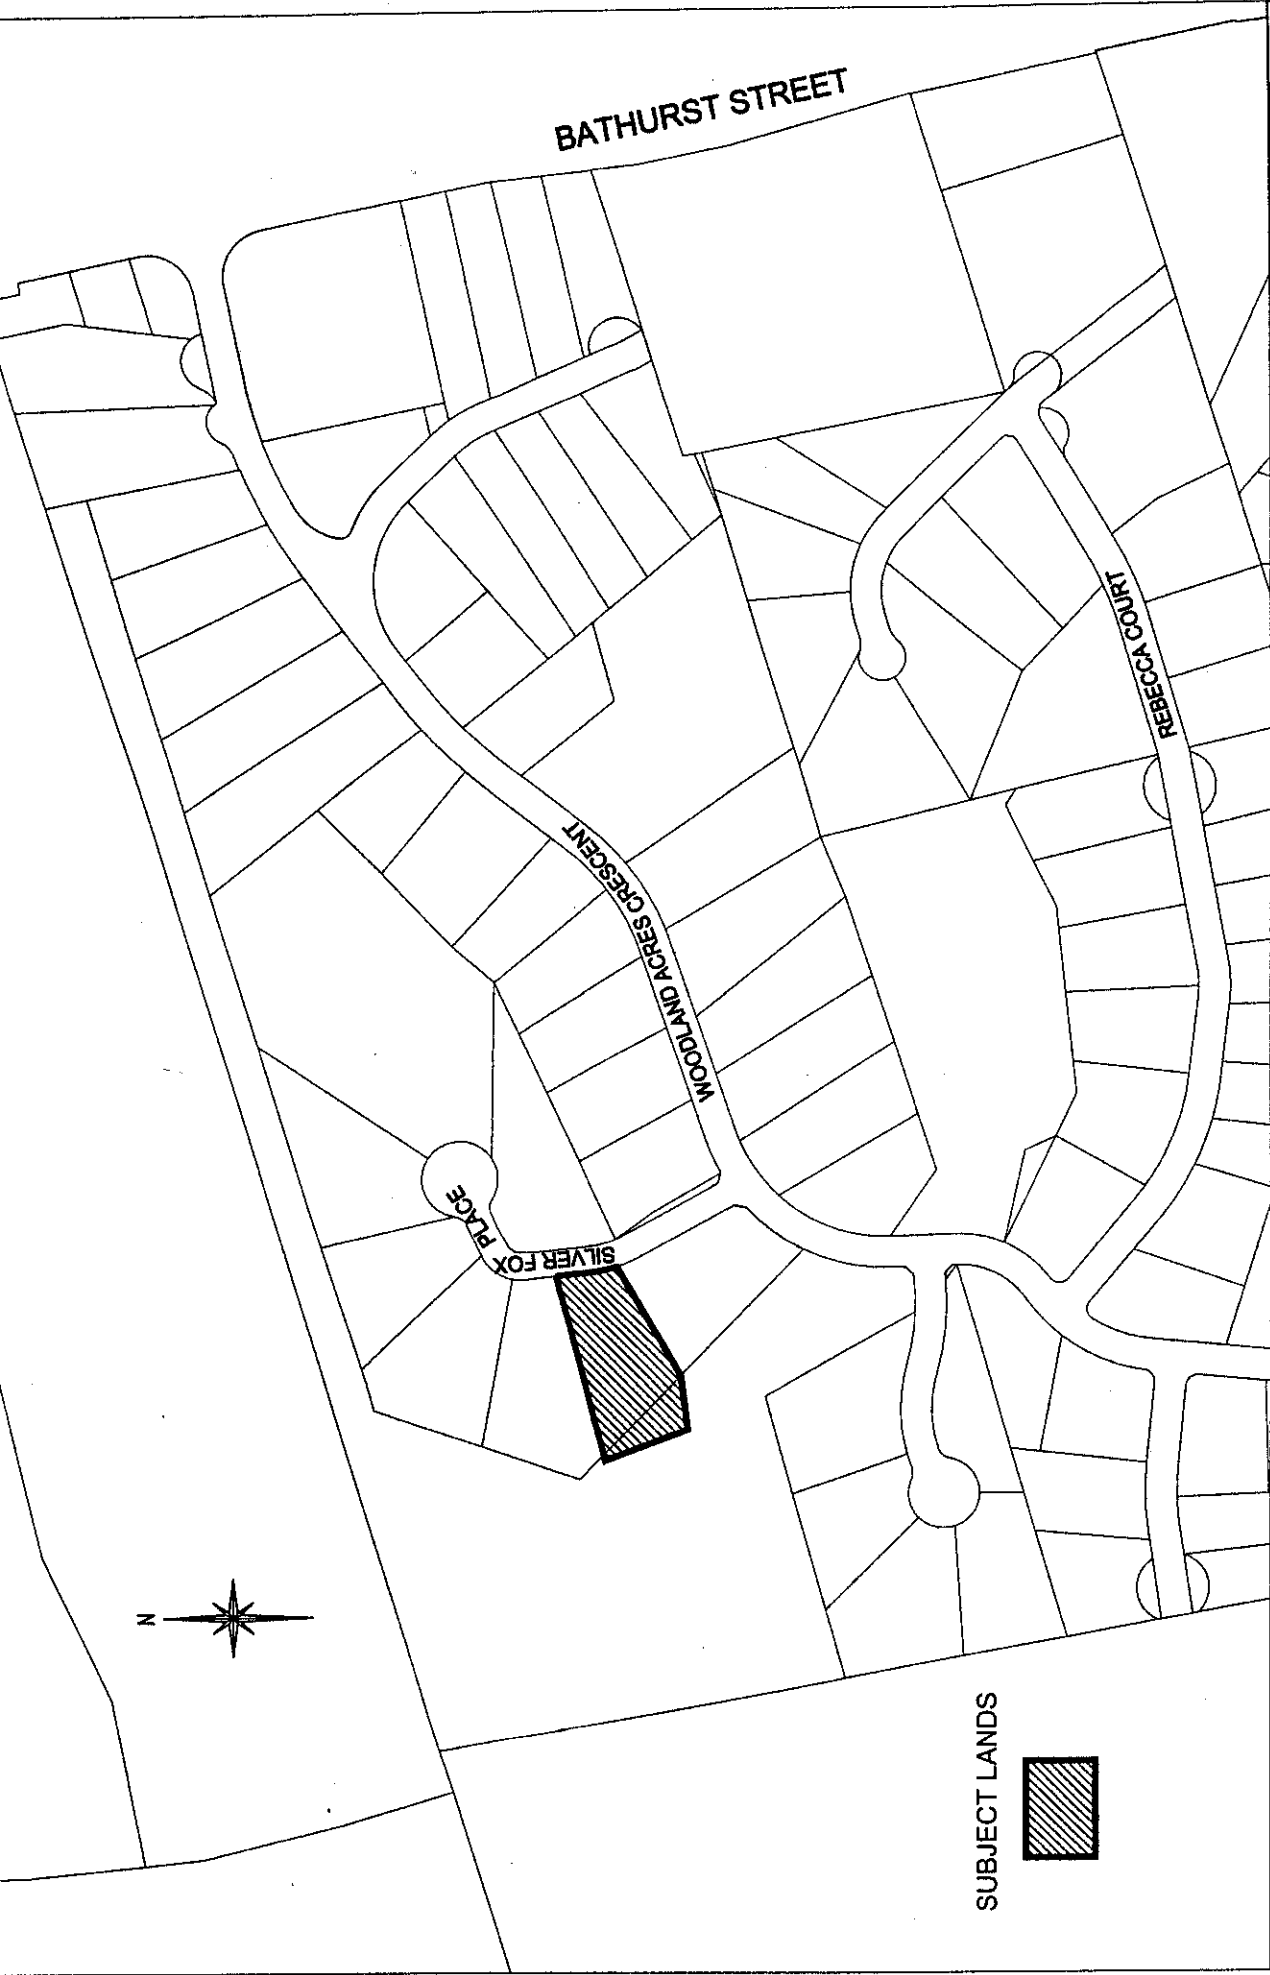 BATHURST STREET
WOODLAND ACRES CRESCENT
REBECCA COURT
SILVER FOX
PLACE
N
SUBJECT LANDS